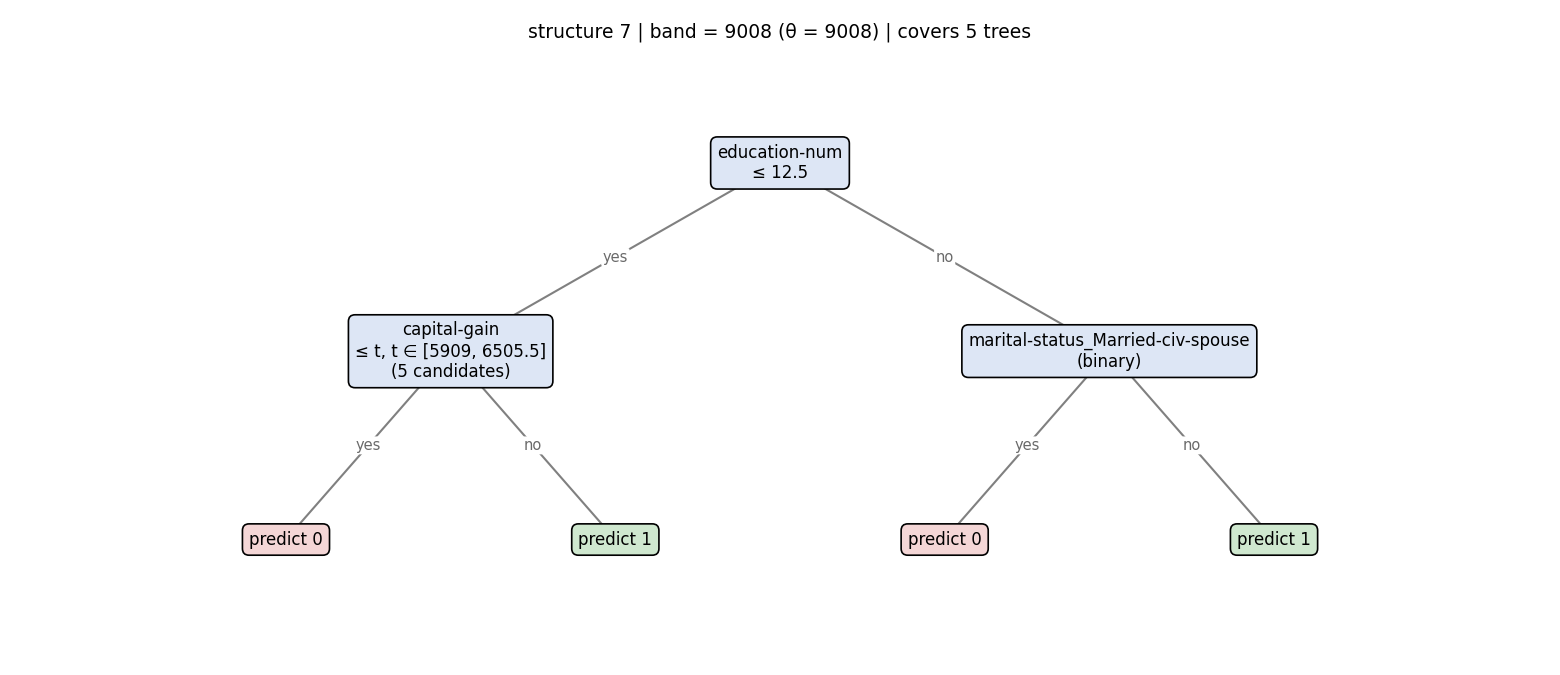 structure 7 | band = 9008 (θ = 9008) | covers 5 trees
education-num
≤ 12.5
yes
no
capital-gain
≤ t, t ∈ [5909, 6505.5]
(5 candidates)
marital-status_Married-civ-spouse
(binary)
yes
no
yes
no
predict 0
predict 1
predict 0
predict 1